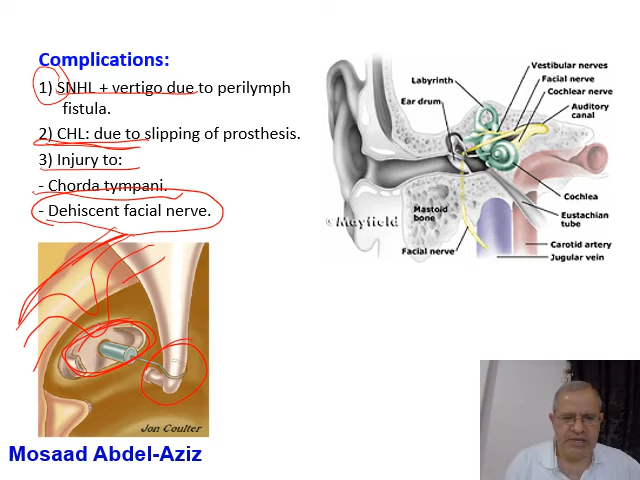 Complications:
1) SNHL + vertigo due to perilymph
fistula.
2) CHL: due to slipping of prosthesis.
3) Injury to:
- Chorda tympani.
- Dehiscent facial nerve.
Jon Coulter
Mosaad Abdel-Aziz
Vestibular nerves
Facial nerve
Cochlear nerve
Labyrinth
Auditory
canal
Ear drum
Cochlea
Mastoid
bone
Eustachian
tube
©Mayfield
Facial nerve
Carotid artery
Jugular vein